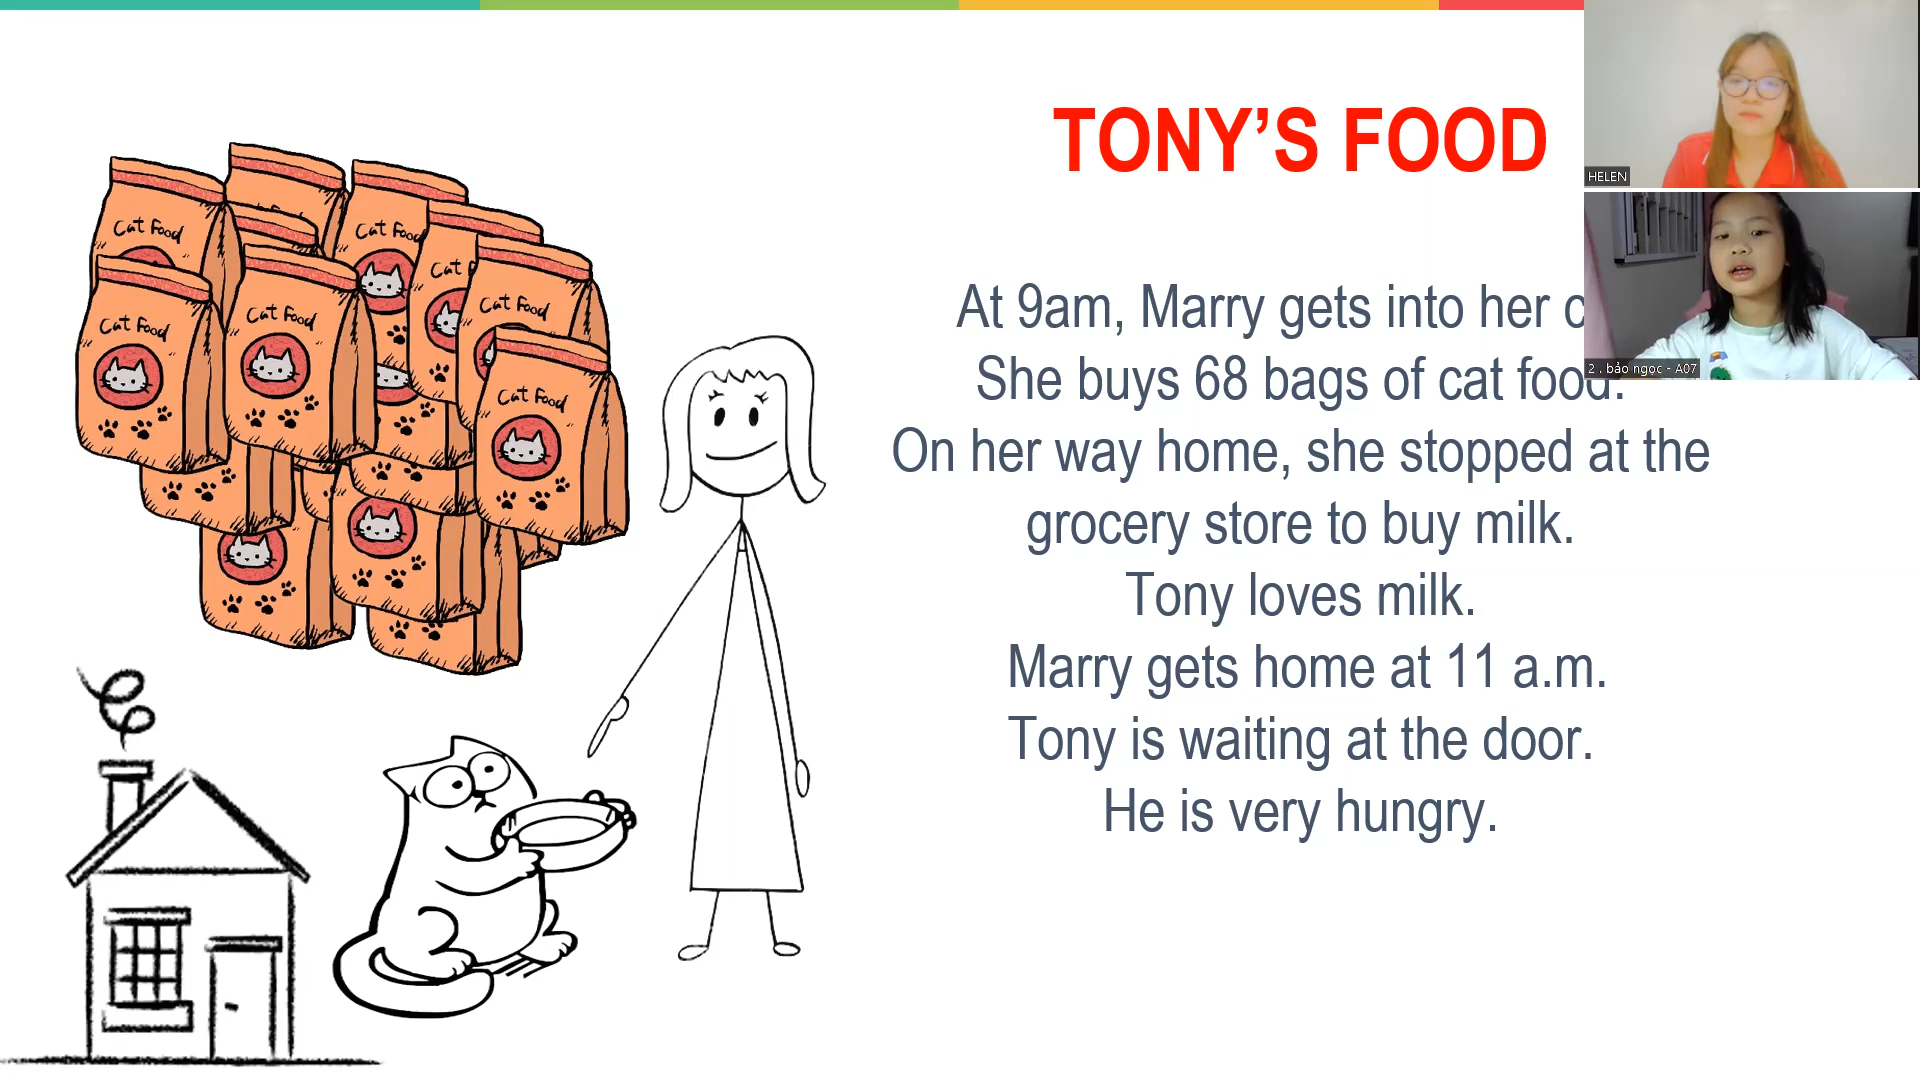 TONY'S FOOD
HELEN
At 9am, Marry gets into her
She buys 68 bags of cat food.
2 . bảo ngọc - A07
On her way home, she stopped at the
grocery store to buy milk.
Tony loves milk.
Marry gets home at 11 a.m.
Tony is waiting at the door.
He is very hungry.
Cat Food
Cat Food
Cat
Cat Food
Cat Food
Cat Food
Cat Food